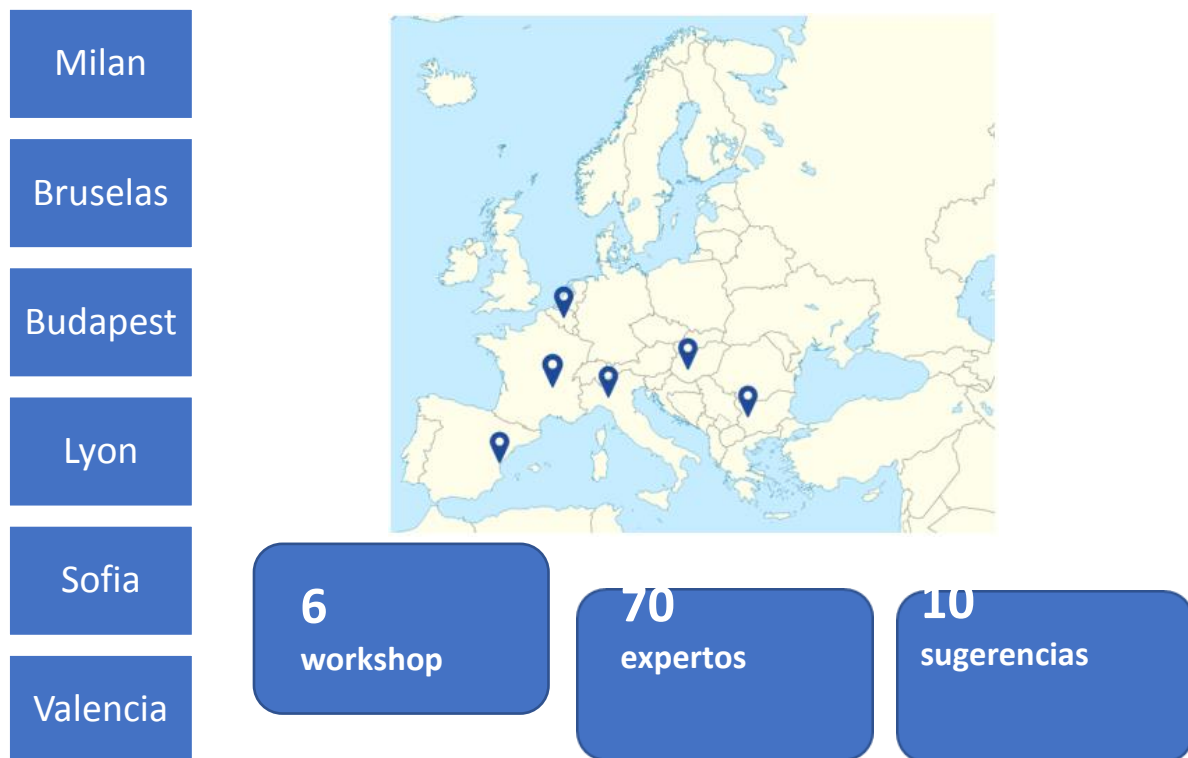 Milan
Bruselas
Budapest
Lyon
Sofia
Valencia
6
workshop
70
expertos
10
sugerencias